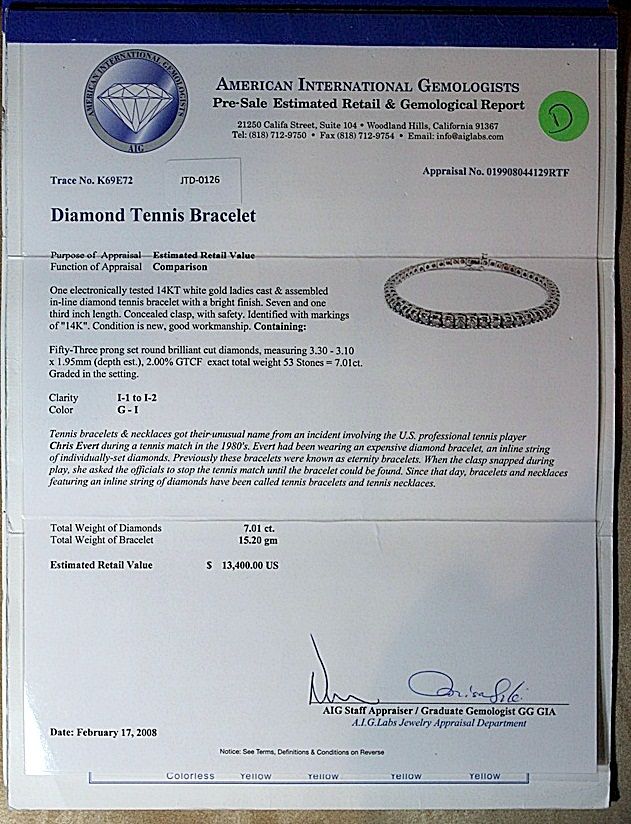 AMERICAN INTERNATIONAL GEMOLOGISTS
AIG
AMERICAN INTERNATIONAL GEMOLOGISTS
Pre-Sale Estimated Retail & Gemological Report
21250 Califa Street, Suite 104 • Woodland Hills, California 91367
Tel: (818) 712-9750 • Fax (818) 712-9754 • Email: info@aiglabs.com
D
Trace No. K69E72
JTD-0126
Appraisal No. 019908044129RTF
Diamond Tennis Bracelet
Purpose of Appraisal Estimated Retail Value
Function of Appraisal Comparison
One electronically tested 14KT white gold ladies cast & assembled
in-line diamond tennis bracelet with a bright finish. Seven and one
third inch length. Concealed clasp, with safety. Identified with markings
of "14K". Condition is new, good workmanship. Containing:
Fifty-Three prong set round brilliant cut diamonds, measuring 3.30 - 3.10
x 1.95mm (depth est.), 2.00% GTCF exact total weight 53 Stones = 7.01ct.
Graded in the setting.
Clarity I-1 to I-2
Color G - I
Tennis bracelets & necklaces got their unusual name from an incident involving the U.S. professional tennis player
Chris Evert during a tennis match in the 1980's. Evert had been wearing an expensive diamond bracelet, an inline string
of individually-set diamonds. Previously these bracelets were known as eternity bracelets. When the clasp snapped during
play, she asked the officials to stop the tennis match until the bracelet could be found. Since that day, bracelets and necklaces
featuring an inline string of diamonds have been called tennis bracelets and tennis necklaces.
Total Weight of Diamonds 7.01 ct.
Total Weight of Bracelet 15.20 gm
Estimated Retail Value $ 13,400.00 US
AIG Staff Appraiser / Graduate Gemologist GG GIA
A.I.G.Labs Jewelry Appraisal Department
Date: February 17, 2008
Notice: See Terms, Definitions & Conditions on Reverse
Colorless Yellow Yellow Yellow Yellow